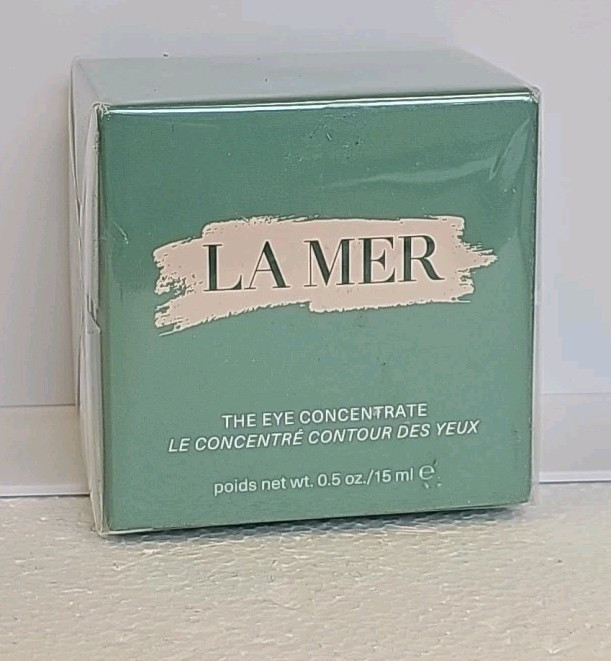 LA MER
THE EYE CONCENTRATE
LE CONCENTRÉ CONTOUR DES YEUX
poids net wt. 0.5 oz./15 ml ℮